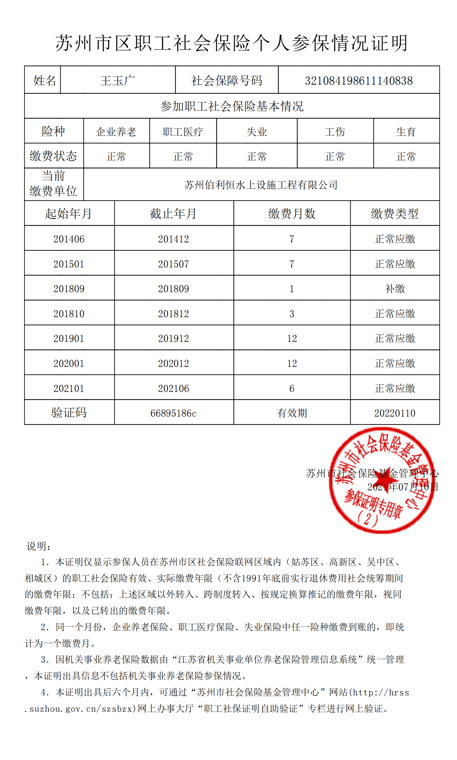 苏州市区职工社会保险个人参保情况证明
姓名 王玉广 社会保障号码 321084198611140838
参加职工社会保险基本情况
险种 企业养老 职工医疗 失业 工伤 生育
缴费状态 正常 正常 正常 正常 正常
当前
缴费单位 苏州伯利恒水上设施工程有限公司
起始年月 截止年月 缴费月数 缴费类型
201406 201412 7 正常应缴
201501 201507 7 正常应缴
201809 201809 1 补缴
201810 201812 3 正常应缴
201901 201912 12 正常应缴
202001 202012 12 正常应缴
202101 202106 6 正常应缴
验证码 66895186c 有效期 20220110
苏州市社会保险基金管理中心
2021年07月10日
苏州市社会保险基金管理中心
参保证明专用章
（2）
说明：
1．本证明仅显示参保人员在苏州市区社会保险联网区域内（姑苏区、高新区、吴中区、
相城区）的职工社会保险有效、实际缴费年限（不含1991年底前实行退休费用社会统筹期间
的缴费年限；不包括：上述区域以外转入、跨制度转入、按规定换算推记的缴费年限，视同
缴费年限，以及已转出的缴费年限。
2．同一个月份，企业养老保险、职工医疗保险、失业保险中任一险种缴费到账的，即统
计为一个缴费月。
3．因机关事业养老保险数据由“江苏省机关事业单位养老保险管理信息系统”统一管理
，本证明出具信息不包括机关事业养老保险参保情况。
4．本证明出具后六个月内，可通过“苏州市社会保险基金管理中心”网站(http://hrss
.suzhou.gov.cn/szsbzx)网上办事大厅“职工社保证明自助验证”专栏进行网上验证。